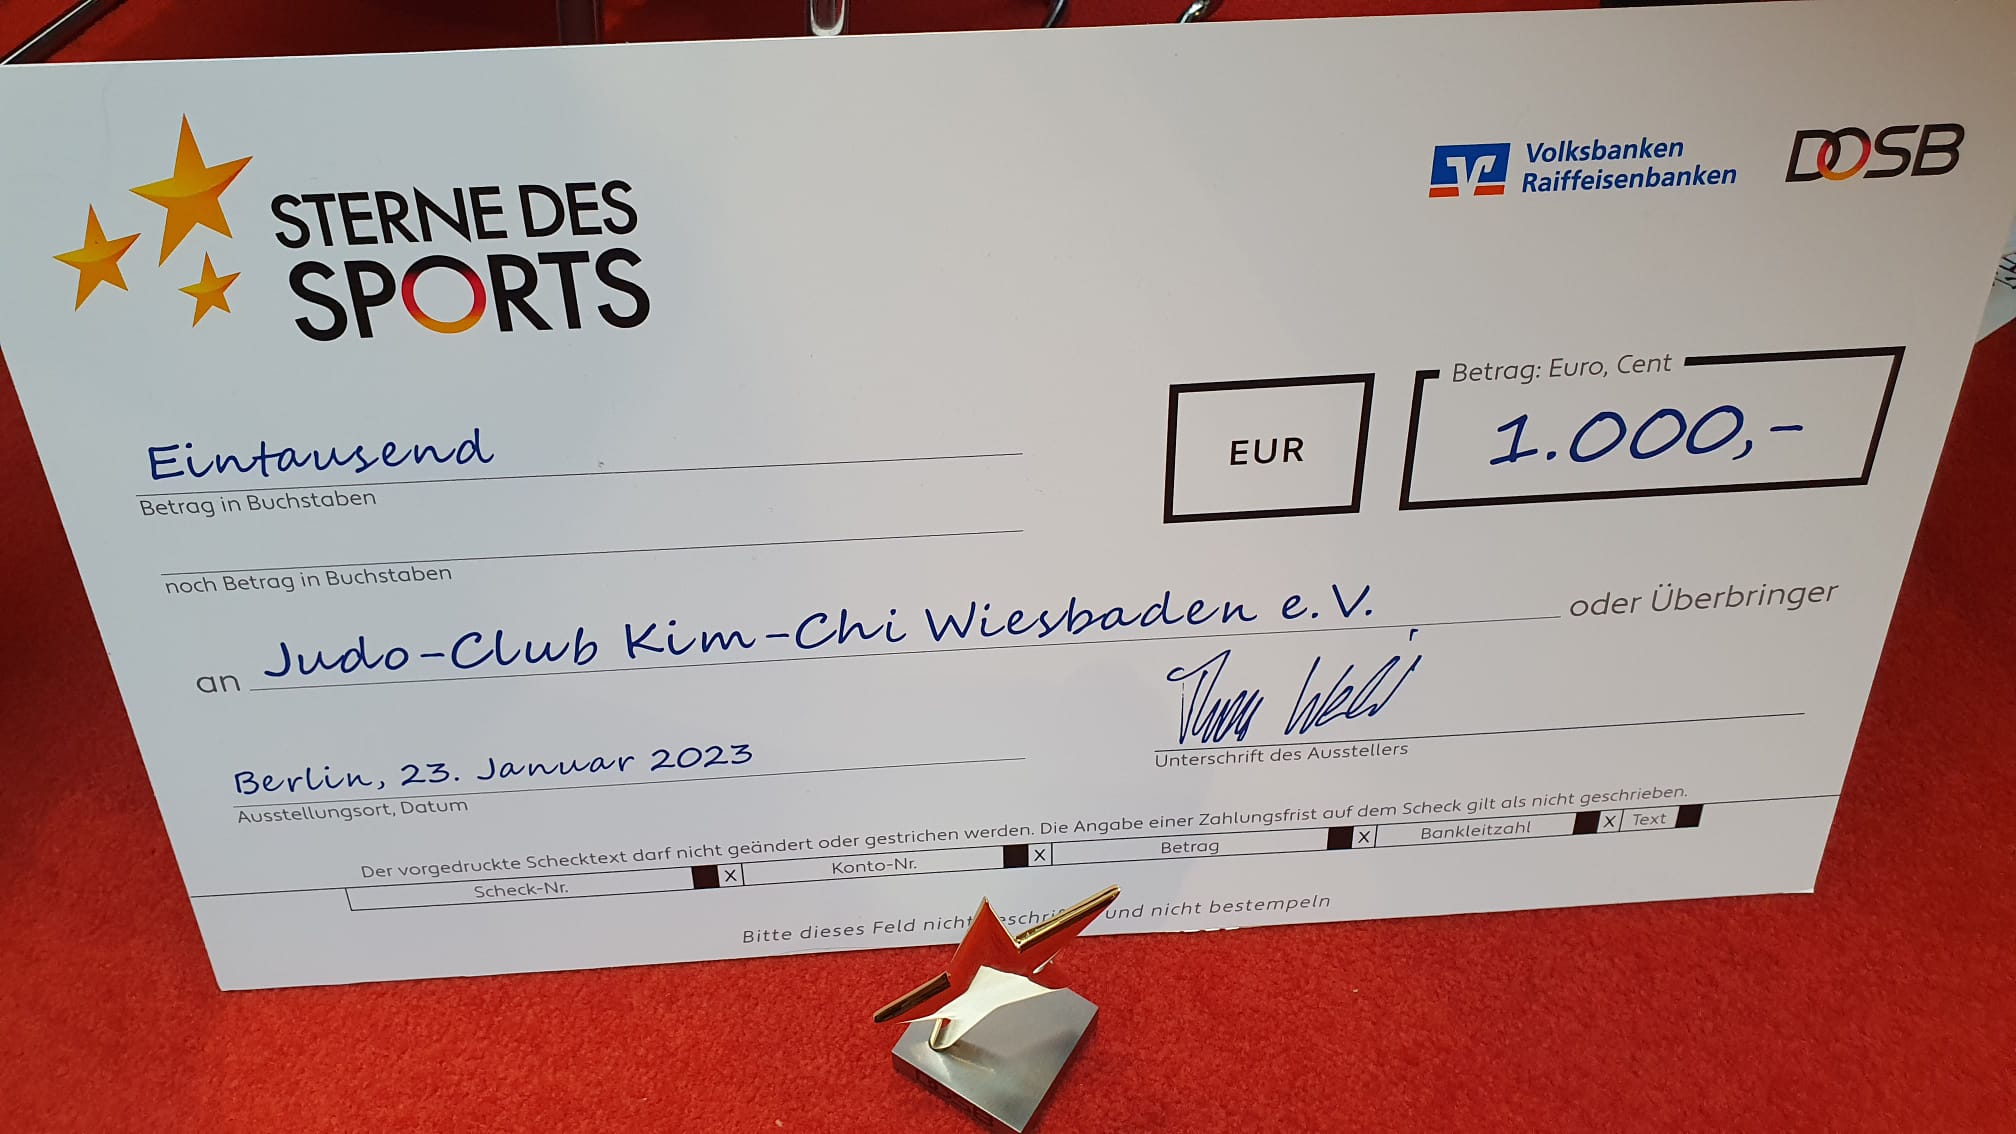 STERNE DES
SPORTS
Volksbanken
Raiffeisenbanken
DOSB
Betrag: Euro, Cent
EUR
1.000,-
Eintausend
Betrag in Buchstaben
noch Betrag in Buchstaben
an Judo-Club Kim-Chi Wiesbaden e.V. oder Überbringer
Berlin, 23. Januar 2023
Ausstellungsort, Datum
Unterschrift des Ausstellers
Der vorgedruckte Schecktext darf nicht geändert oder gestrichen werden. Die Angabe einer Zahlungsfrist auf dem Scheck gilt als nicht geschrieben.
Scheck-Nr. X Konto-Nr. X Betrag X Bankleitzahl X Text
Bitte dieses Feld nicht und nicht bestempeln